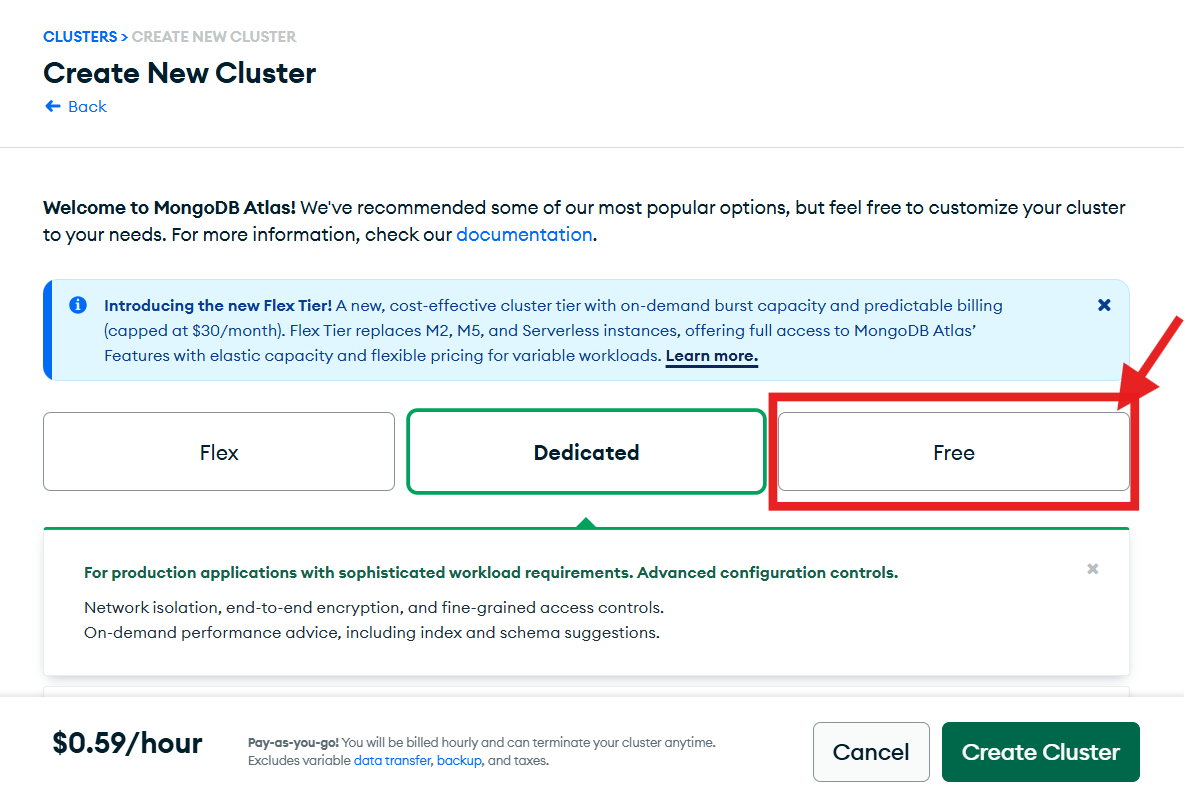 CLUSTERS > CREATE NEW CLUSTER
Create New Cluster
← Back
Welcome to MongoDB Atlas! We've recommended some of our most popular options, but feel free to customize your cluster
to your needs. For more information, check our documentation.
Introducing the new Flex Tier! A new, cost-effective cluster tier with on-demand burst capacity and predictable billing
(capped at $30/month). Flex Tier replaces M2, M5, and Serverless instances, offering full access to MongoDB Atlas’
Features with elastic capacity and flexible pricing for variable workloads. Learn more.
Flex
Dedicated
Free
For production applications with sophisticated workload requirements. Advanced configuration controls.
Network isolation, end-to-end encryption, and fine-grained access controls.
On-demand performance advice, including index and schema suggestions.
$0.59/hour
Pay-as-you-go! You will be billed hourly and can terminate your cluster anytime.
Excludes variable data transfer, backup, and taxes.
Cancel
Create Cluster